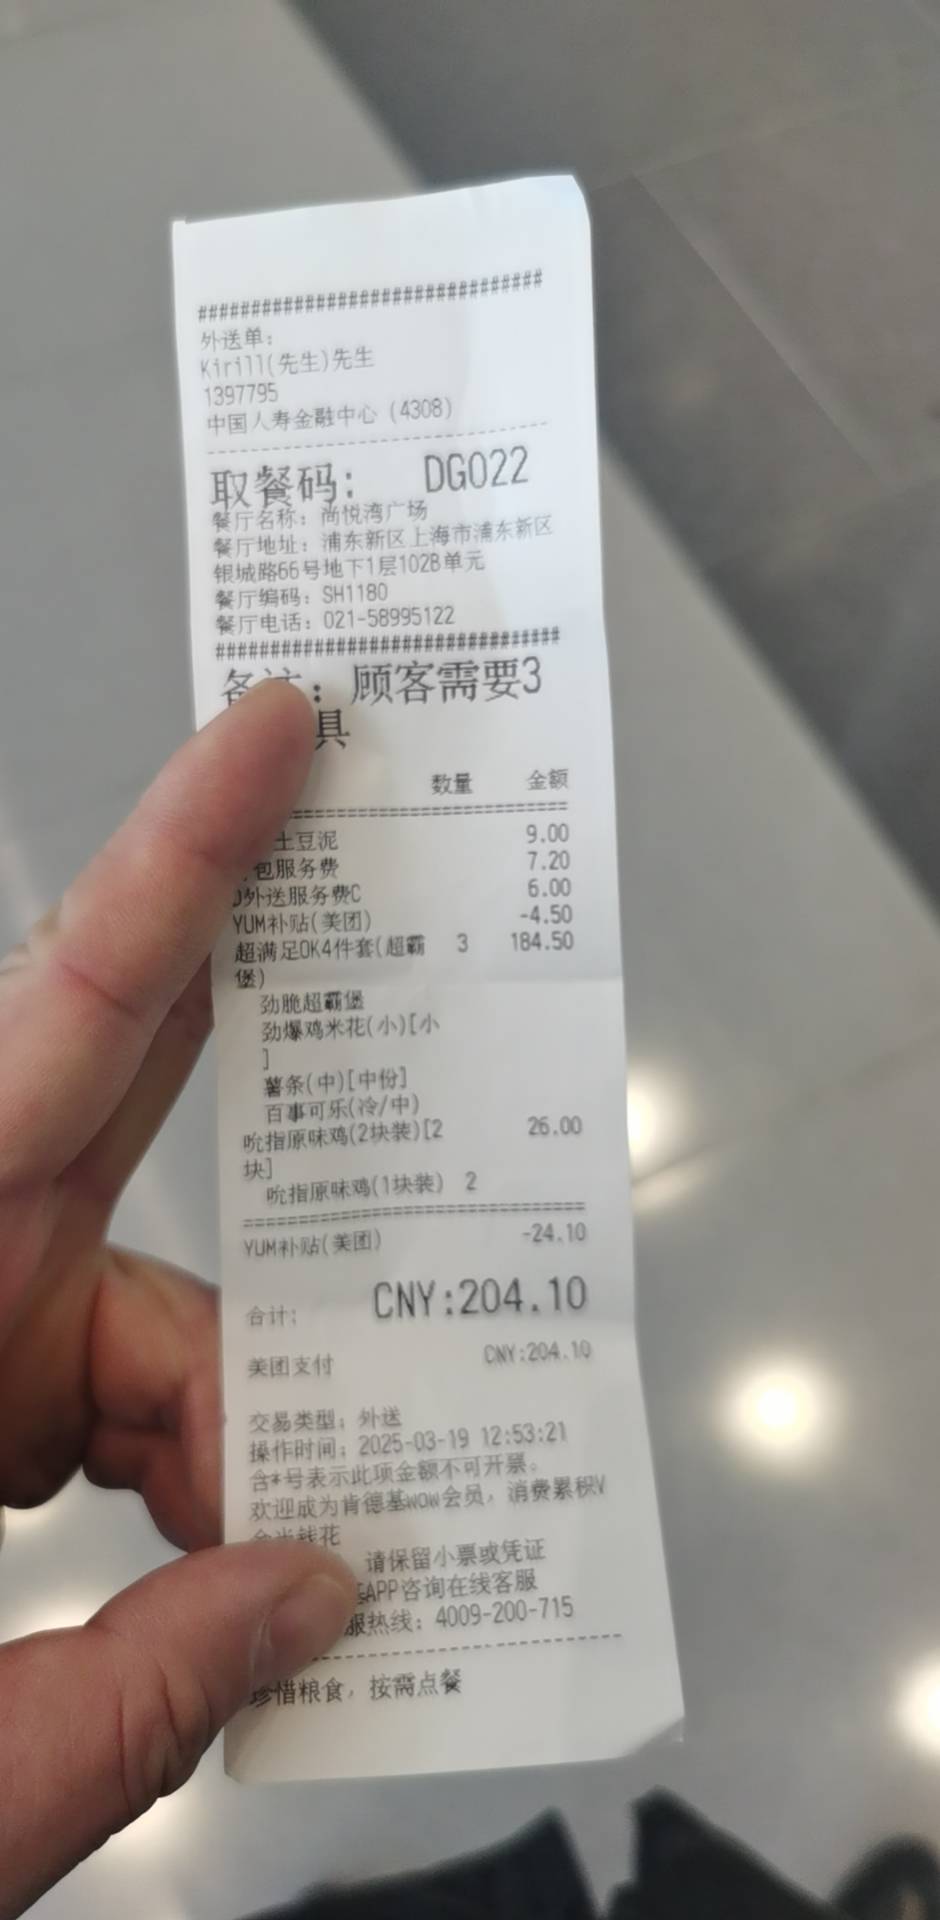 ################################
外送单：
Kirill(先生)先生
1397795
中国人寿金融中心 (4308)
--------------------------------
取餐码： DG022
餐厅名称：尚悦湾广场
餐厅地址：浦东新区上海市浦东新区
银城路66号地下1层102B单元
餐厅编码：SH1180
餐厅电话：021-58995122
################################
备注：顾客需要3
具
数量 金额
================================
土豆泥 9.00
包服务费 7.20
外送服务费C 6.00
YUM补贴(美团) -4.50
超满足OK4件套(超霸 3 184.50
堡)
劲脆超霸堡
劲爆鸡米花(小)[小
]
薯条(中)[中份]
百事可乐(冷/中)
吮指原味鸡(2块装)[2 26.00
块]
吮指原味鸡(1块装) 2
================================
YUM补贴(美团) -24.10
合计: CNY:204.10
美团支付 CNY:204.10
交易类型：外送
操作时间：2025-03-19 12:53:21
含*号表示此项金额不可开票。
欢迎成为肯德基WOW会员，消费累积V
钱花
请保留小票或凭证
APP咨询在线客服
服热线：4009-200-715
--------------------------------
珍惜粮食，按需点餐